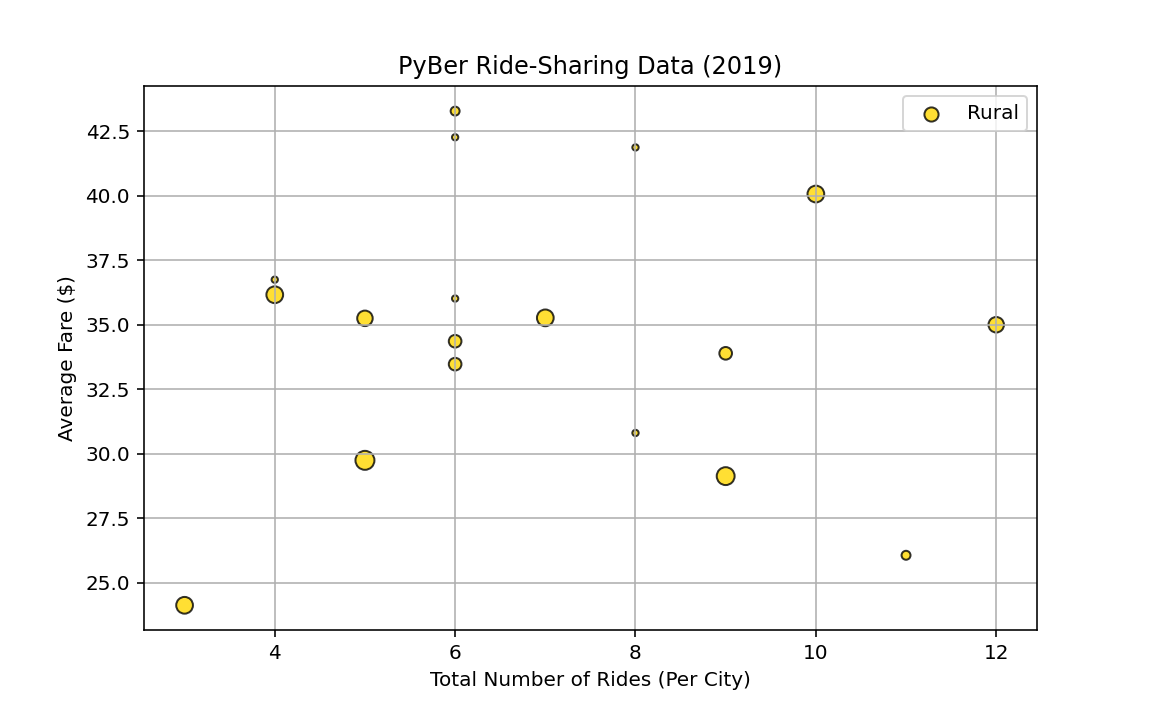 PyBer Ride-Sharing Data (2019)
Rural
Average Fare ($)
42.5
40.0
37.5
35.0
32.5
30.0
27.5
25.0
4 6 8 10 12
Total Number of Rides (Per City)